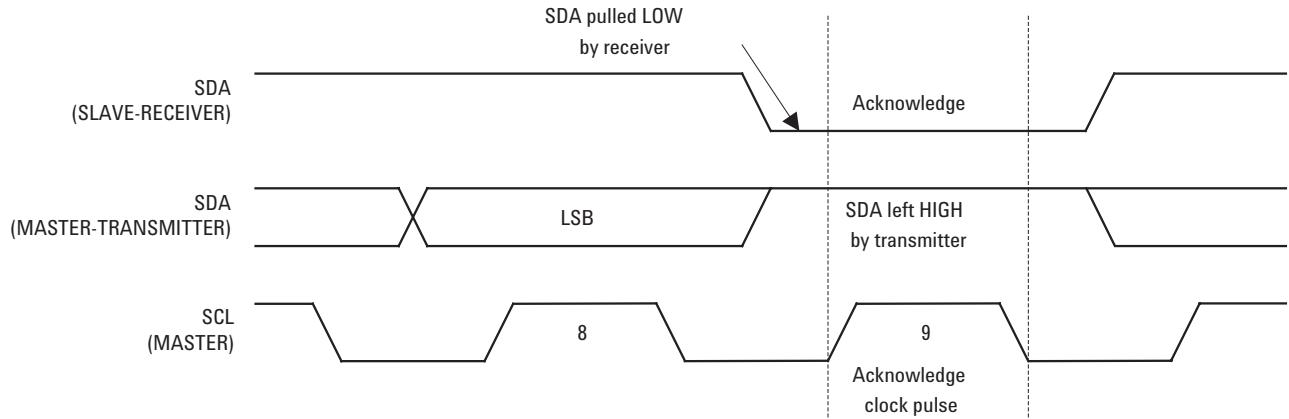 SDA pulled LOW
by receiver
SDA
(SLAVE-RECEIVER)
Acknowledge
SDA
(MASTER-TRANSMITTER)
LSB
SDA left HIGH
by transmitter
SCL
(MASTER)
8
9
Acknowledge
clock pulse